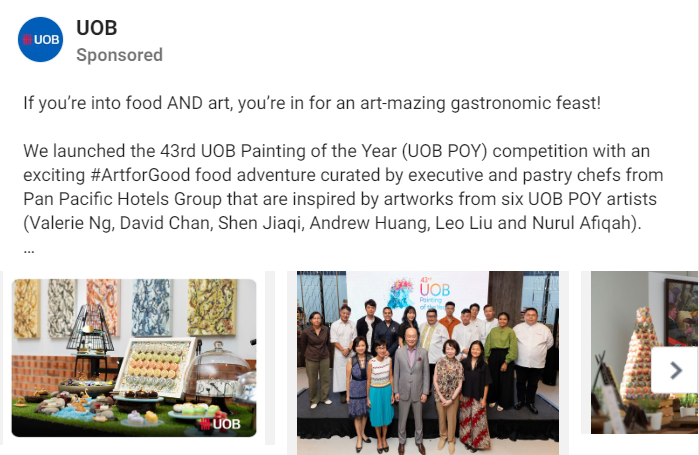 UOB
UOB
Sponsored
If you're into food AND art, you're in for an art-mazing gastronomic feast!
We launched the 43rd UOB Painting of the Year (UOB POY) competition with an
exciting #ArtforGood food adventure curated by executive and pastry chefs from
Pan Pacific Hotels Group that are inspired by artworks from six UOB POY artists
(Valerie Ng, David Chan, Shen Jiaqi, Andrew Huang, Leo Liu and Nurul Afiqah).
...
UOB
43rd
UOB
Painting
of the Year